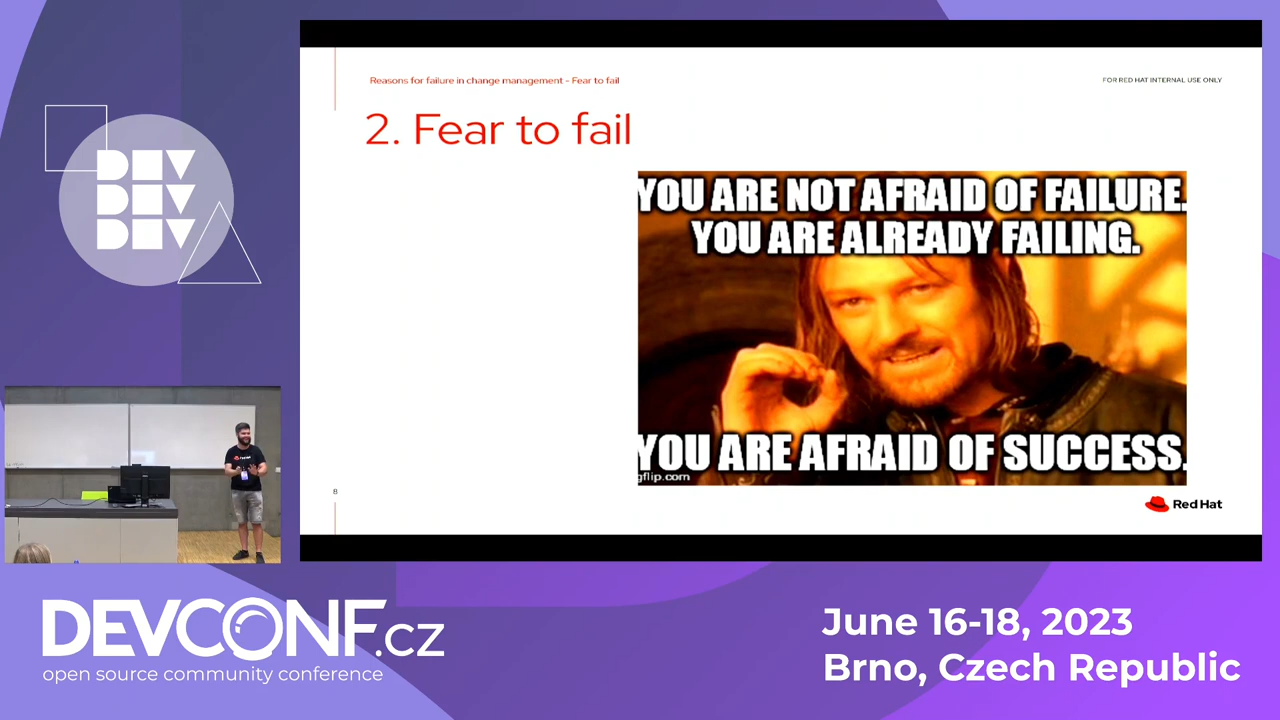 Reasons for failure in change management - Fear to fail
FOR RED HAT INTERNAL USE ONLY
2. Fear to fail
YOU ARE NOT AFRAID OF FAILURE.
YOU ARE ALREADY FAILING.
YOU ARE AFRAID OF SUCCESS.
gflip.com
8
Red Hat
DEV
DEV
DEV
DEVCONF.cz
open source community conference
June 16-18, 2023
Brno, Czech Republic